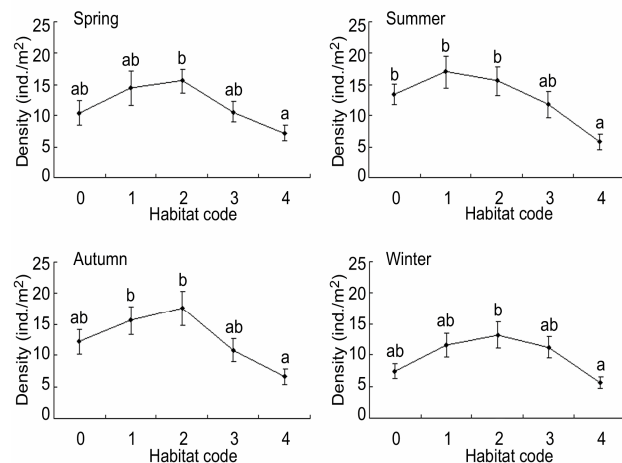 Spring
Density (ind./m²)
25
20
15
10
5
0
ab
ab
b
ab
a
0 1 2 3 4
Habitat code
Summer
Density (ind./m²)
25
20
15
10
5
0
b
b
b
ab
a
0 1 2 3 4
Habitat code
Autumn
Density (ind./m²)
25
20
15
10
5
0
ab
b
b
ab
a
0 1 2 3 4
Habitat code
Winter
Density (ind./m²)
25
20
15
10
5
0
ab
ab
b
ab
a
0 1 2 3 4
Habitat code